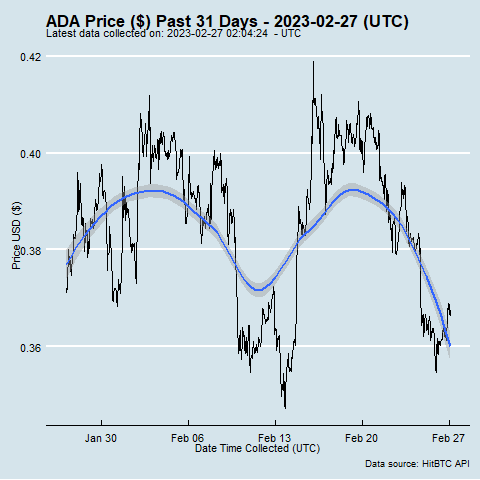 ADA Price ($) Past 31 Days - 2023-02-27 (UTC)
Latest data collected on: 2023-02-27 02:04:24 - UTC
0.42
0.40
0.38
0.36
Price USD ($)
Jan 30
Feb 06
Feb 13
Feb 20
Feb 27
Date Time Collected (UTC)
Data source: HitBTC API